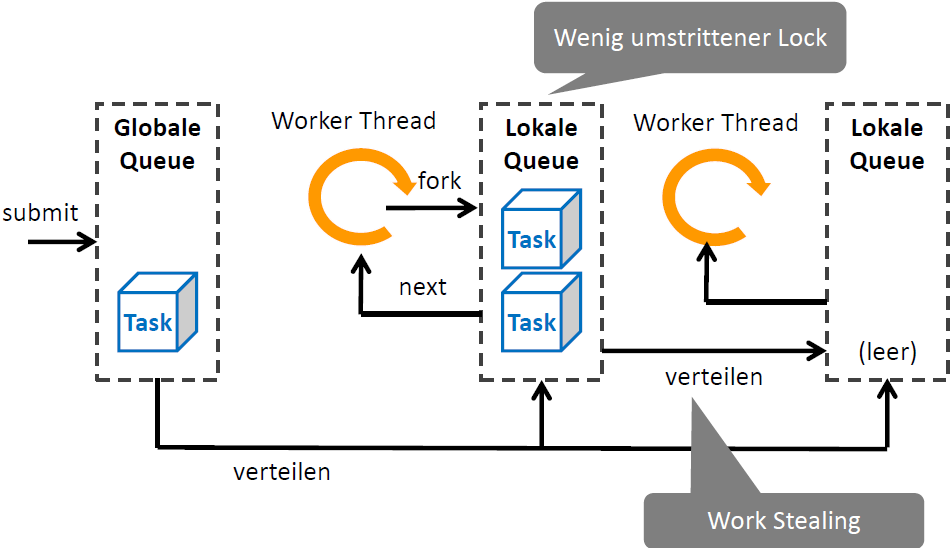 Wenig umstrittener Lock
Globale
Queue
Worker Thread
Lokale
Queue
Worker Thread
Lokale
Queue
submit
fork
Task
next
Task
Task
(leer)
verteilen
verteilen
Work Stealing